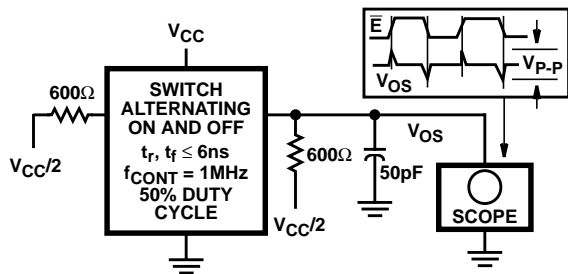 V_CC
600Ω
V_CC/2
SWITCH
ALTERNATING
ON AND OFF
t_r, t_f ≤ 6ns
f_CONT = 1MHz
50% DUTY
CYCLE
600Ω
V_CC/2
50pF
V_OS
E̅
V_OS
V_P-P
SCOPE